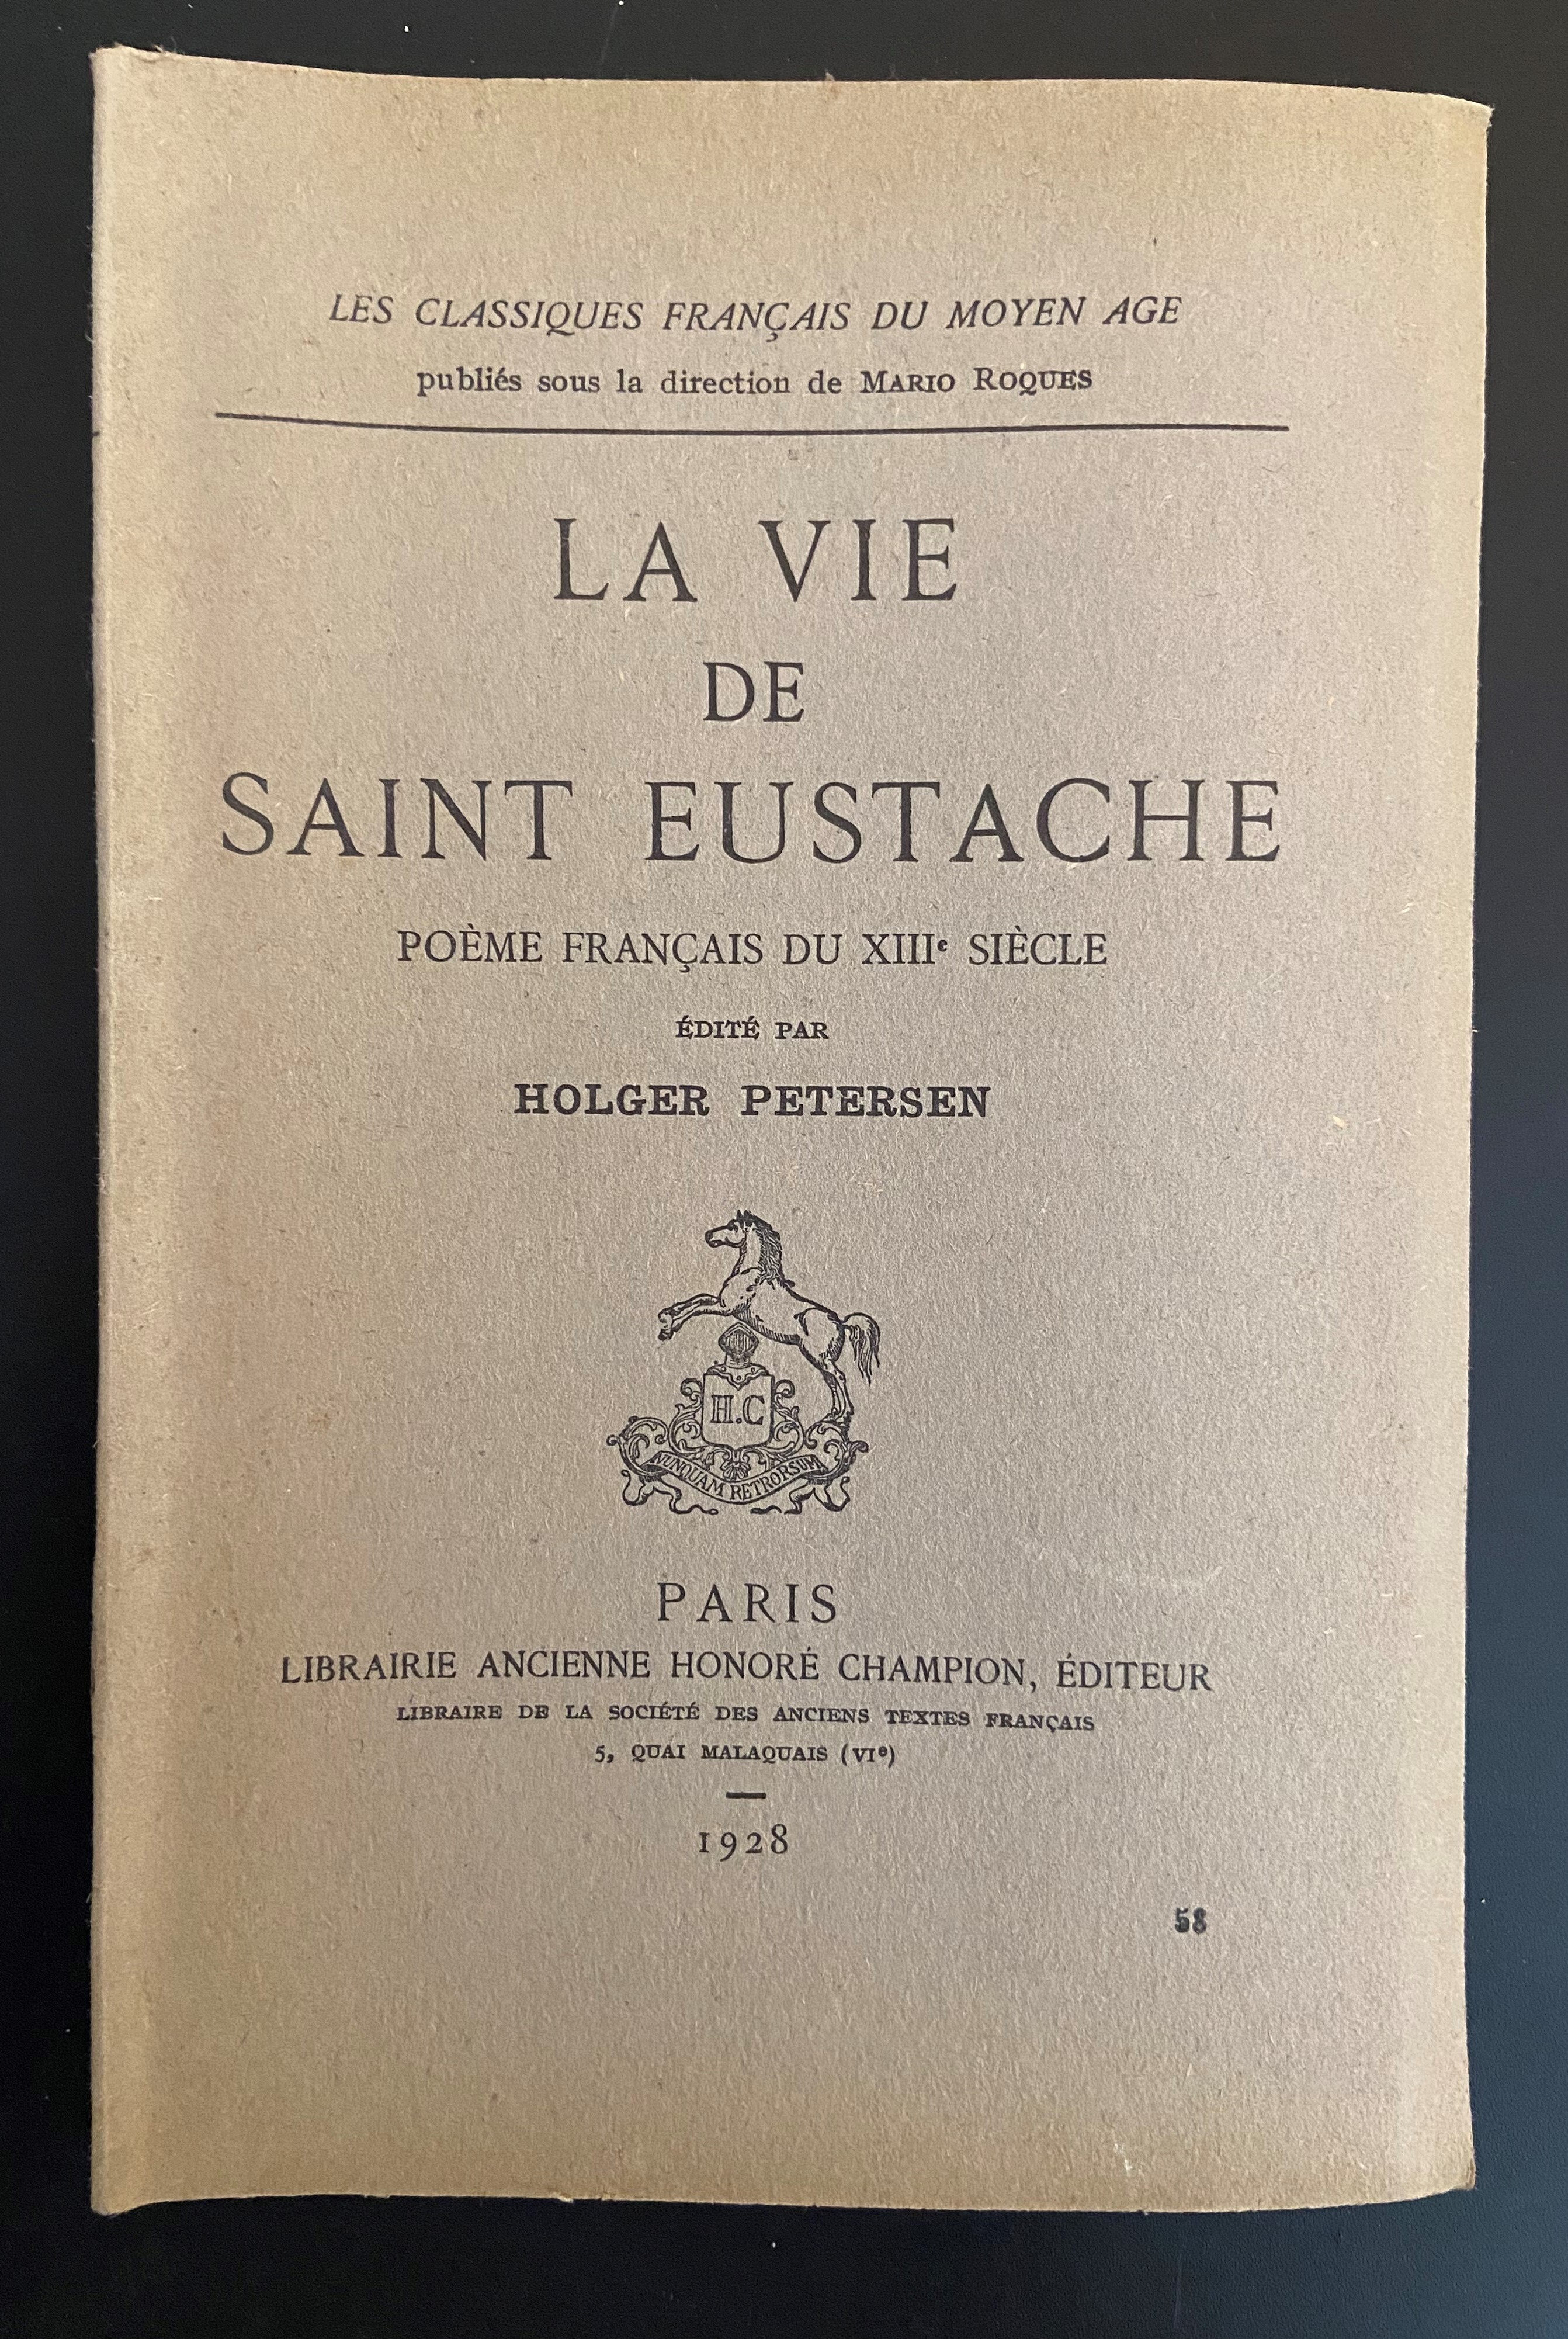 LES CLASSIQUES FRANÇAIS DU MOYEN AGE
publiés sous la direction de MARIO ROQUES
LA VIE
DE
SAINT EUSTACHE
POÈME FRANÇAIS DU XIIIe SIÈCLE
ÉDITÉ PAR
HOLGER PETERSEN
H.C
NUNQUAM RETRORSUM
PARIS
LIBRAIRIE ANCIENNE HONORÉ CHAMPION, ÉDITEUR
LIBRAIRE DE LA SOCIÉTÉ DES ANCIENS TEXTES FRANÇAIS
5, QUAI MALAQUAIS (VIe)
1928
58